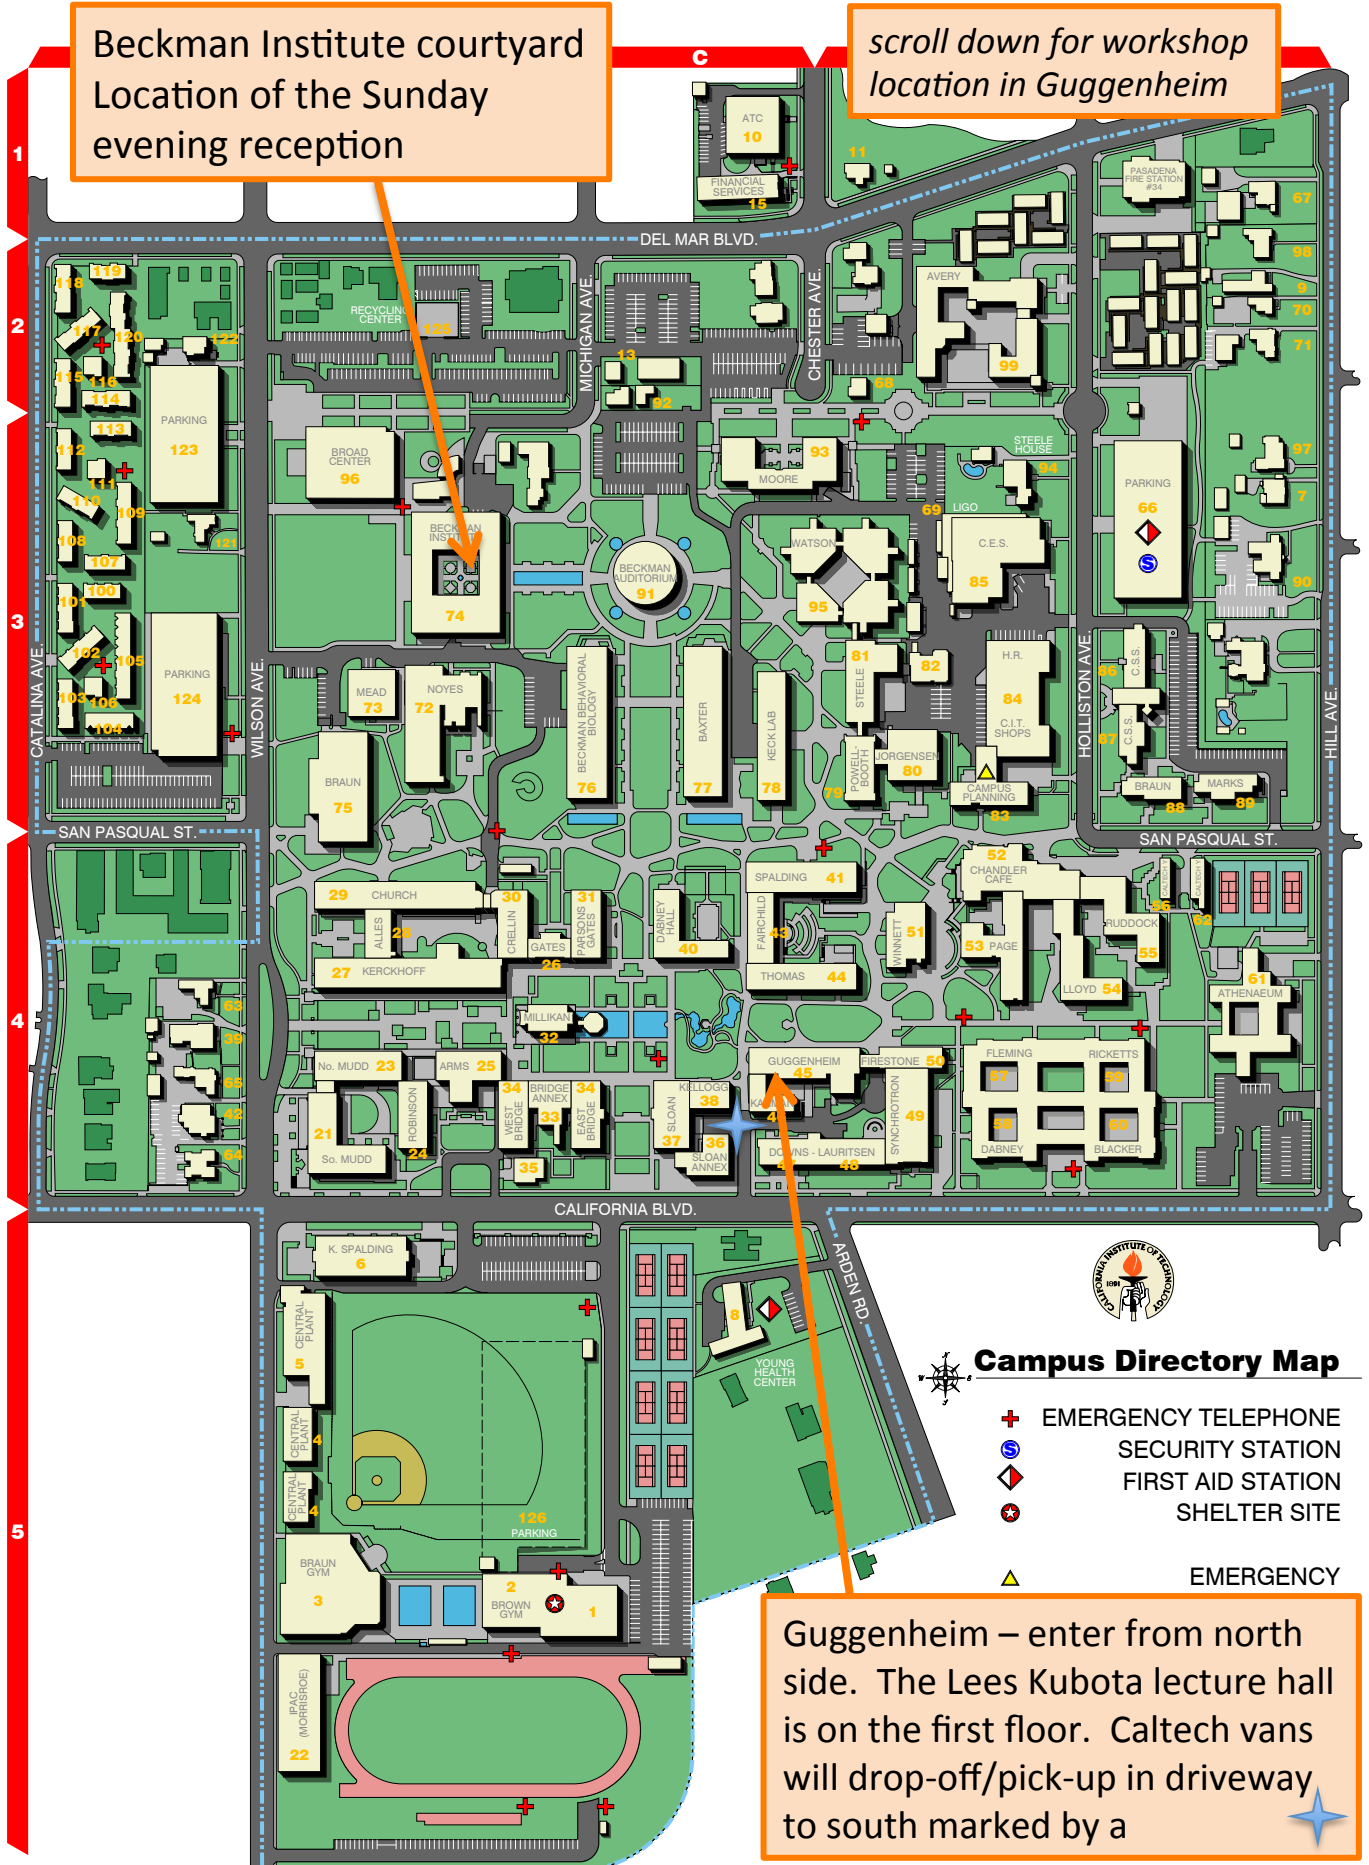 Beckman Institute courtyard
Location of the Sunday
evening reception
scroll down for workshop
location in Guggenheim
C
1
2
3
4
5
ATC
10
FINANCIAL
SERVICES
15
11
PASADENA
FIRE STATION
#34
67
DEL MAR BLVD.
98
9
70
71
119
118
117
120
122
115
116
114
113
112
111
110
109
108
107
121
100
101
102
105
103
106
104
PARKING
123
PARKING
124
RECYCLING
CENTER
125
MICHIGAN AVE.
CHESTER AVE.
13
92
68
AVERY
99
BROAD
CENTER
96
MOORE
93
STEELE
HOUSE
94
69
LIGO
C.E.S.
85
PARKING
66
S
97
7
90
BECKMAN
INSTITUTE
74
BECKMAN
AUDITORIUM
91
WATSON
95
81
STEELE
82
H.R.
84
C.I.T.
SHOPS
86
C.S.S.
87
C.S.S.
CATALINA AVE.
WILSON AVE.
HOLLISTON AVE.
HILL AVE.
MEAD
73
NOYES
72
BRAUN
75
BECKMAN BEHAVIORAL
BIOLOGY
76
BAXTER
77
KECK LAB
78
79
POWELL-
BOOTH
JORGENSEN
80
CAMPUS
PLANNING
83
BRAUN
88
MARKS
89
SAN PASQUAL ST.
SAN PASQUAL ST.
29
CHURCH
ALLES
28
27
KERCKHOFF
30
CRELLIN
GATES
26
31
PARSONS
GATES
DABNEY
HALL
40
SPALDING
41
FAIRCHILD
43
THOMAS
44
WINNETT
51
52
CHANDLER
CAFE
53
PAGE
LLOYD
54
RUDDOCK
55
CALTECH Y
56
CALTECH Y
62
61
ATHENAEUM
63
39
65
42
64
MILLIKAN
32
No. MUDD
23
ARMS
25
21
So. MUDD
ROBINSON
24
34
WEST
BRIDGE
BRIDGE
ANNEX
33
34
EAST
BRIDGE
35
KELLOGG
38
SLOAN
37
36
SLOAN
ANNEX
GUGGENHEIM
45
FIRESTONE
50
DOWNS - LAURITSEN
48
SYNCHROTRON
49
FLEMING
57
RICKETTS
59
58
DABNEY
60
BLACKER
CALIFORNIA BLVD.
ARDEN RD.
K. SPALDING
6
CENTRAL
PLANT
5
CENTRAL
PLANT
4
CENTRAL
PLANT
4
8
YOUNG
HEALTH
CENTER
126
PARKING
BRAUN
GYM
3
2
BROWN
GYM
1
IPAC
(MORRISROE)
22
CALIFORNIA INSTITUTE OF TECHNOLOGY
1891
Campus Directory Map
EMERGENCY TELEPHONE
S
SECURITY STATION
FIRST AID STATION
SHELTER SITE
EMERGENCY
Guggenheim – enter from north
side. The Lees Kubota lecture hall
is on the first floor. Caltech vans
will drop-off/pick-up in driveway
to south marked by a